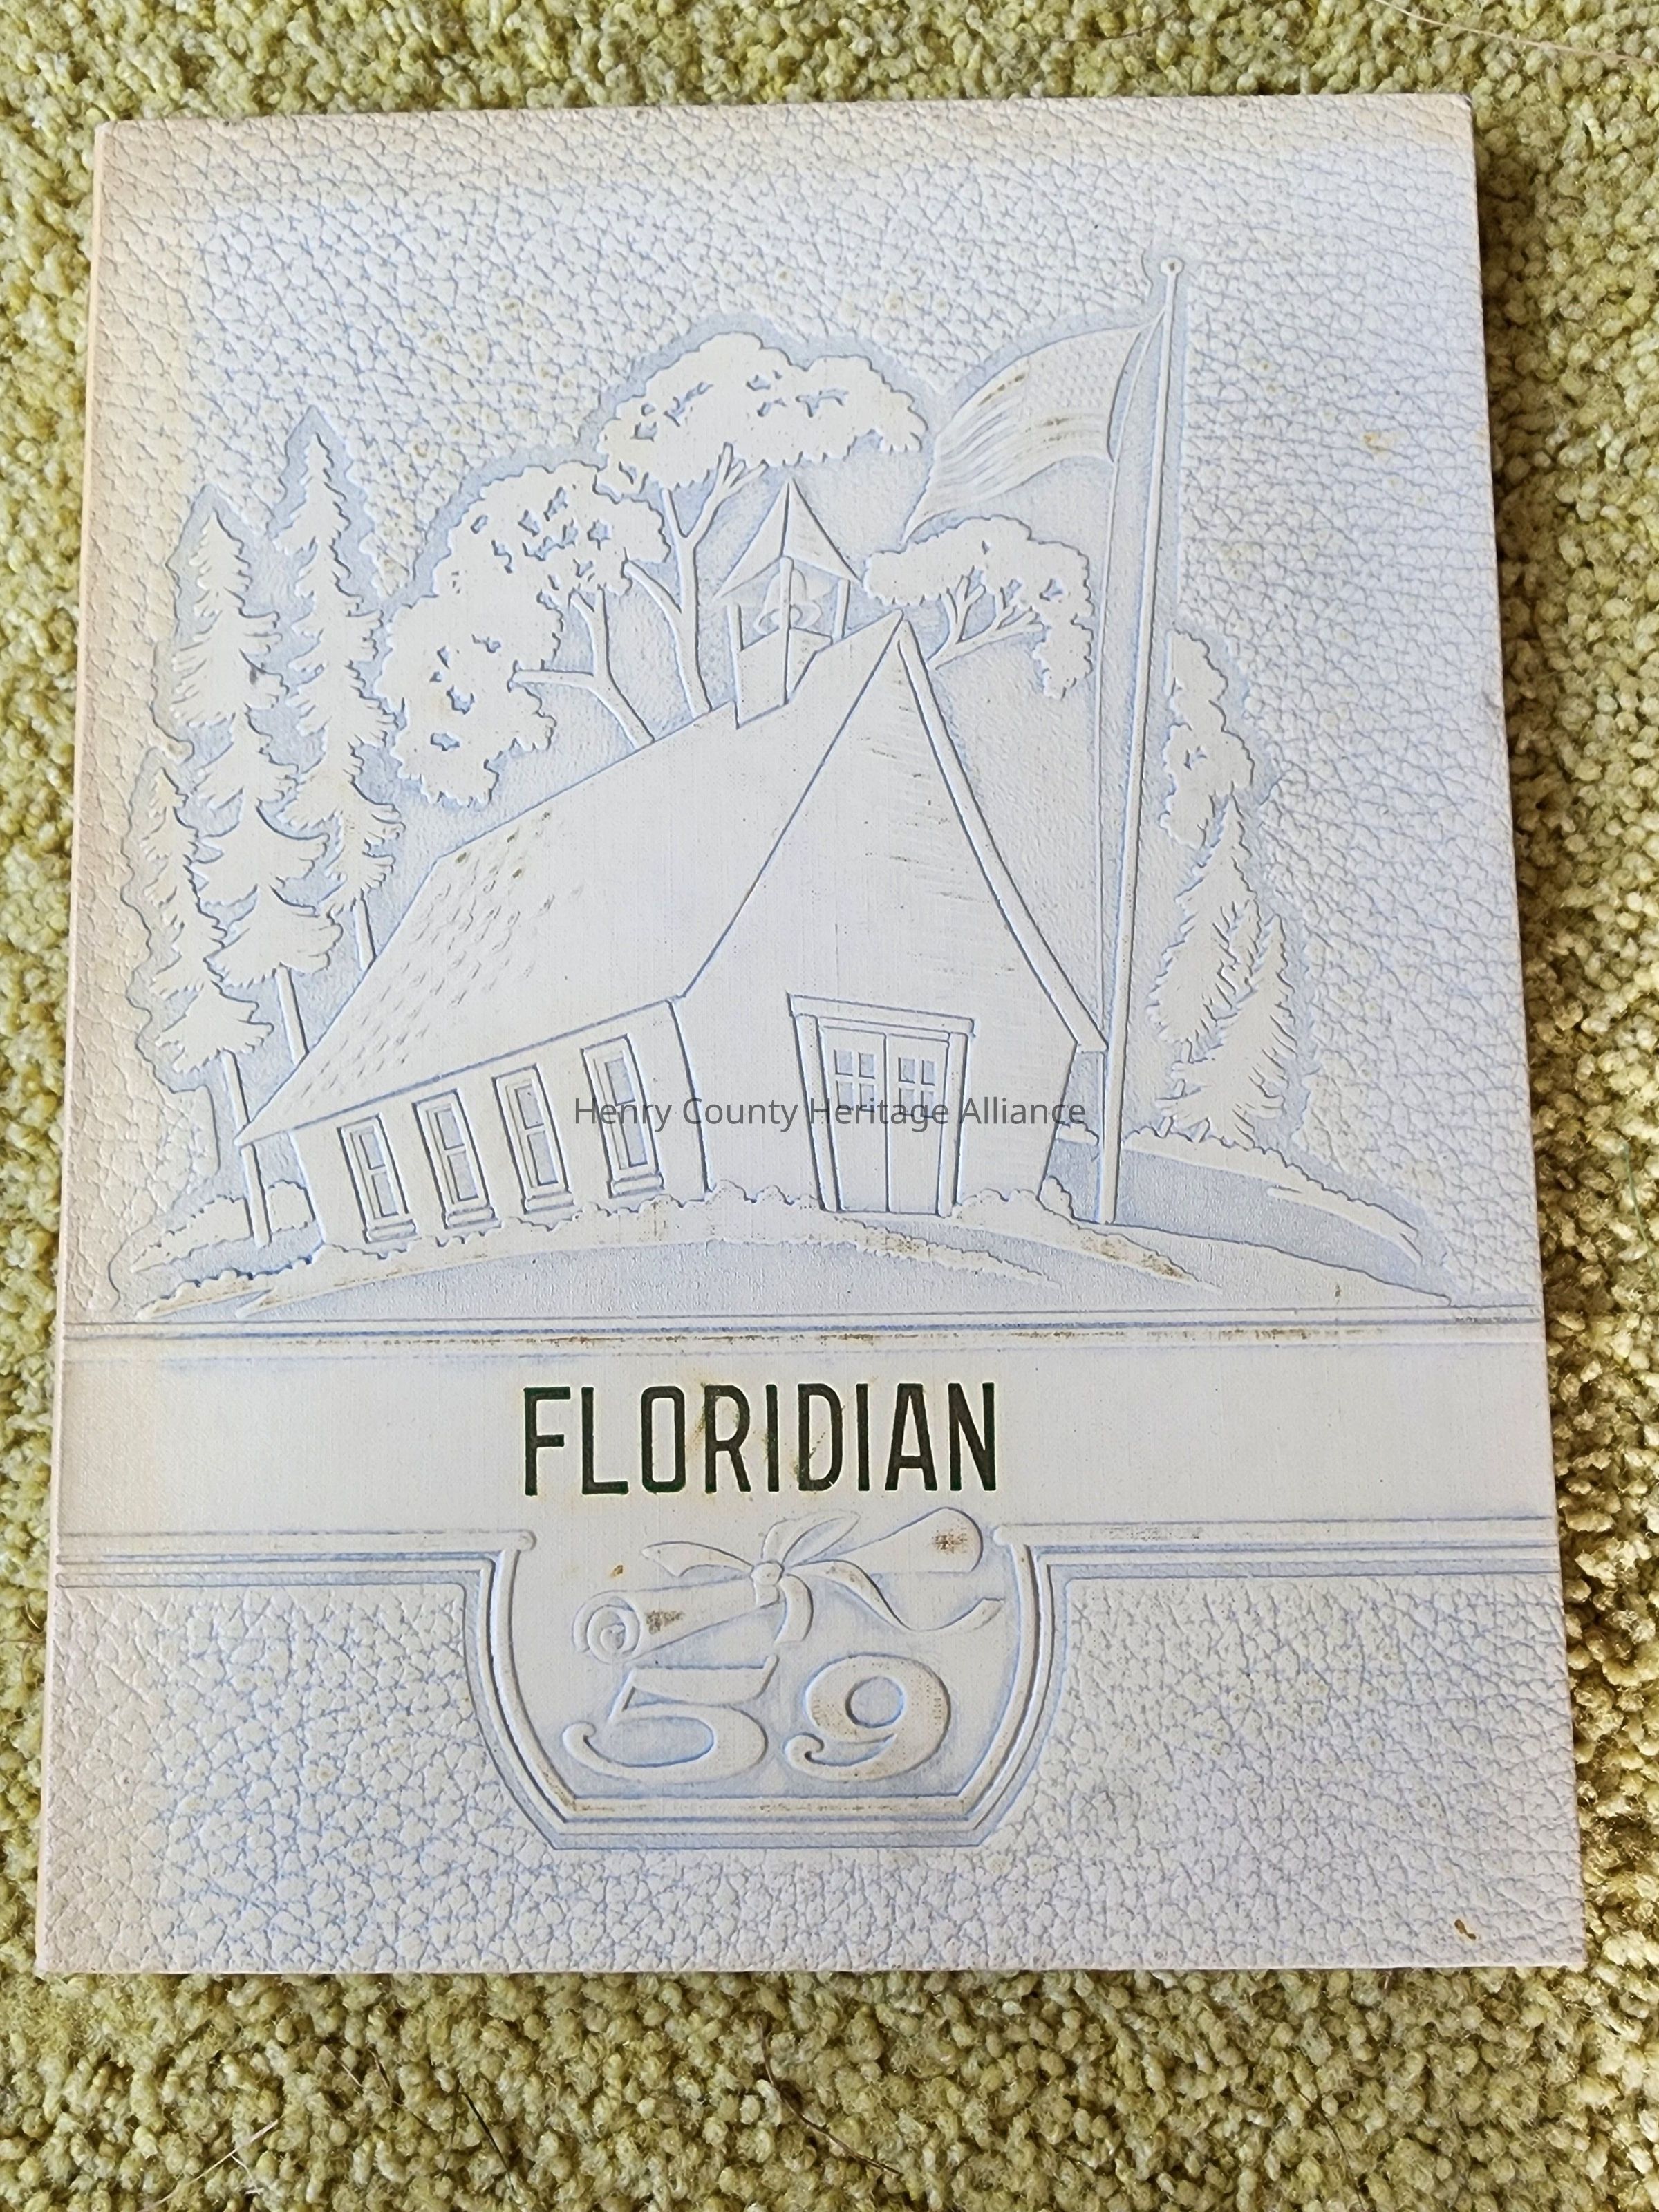 Henry County Heritage Alliance
FLORIDIAN
59